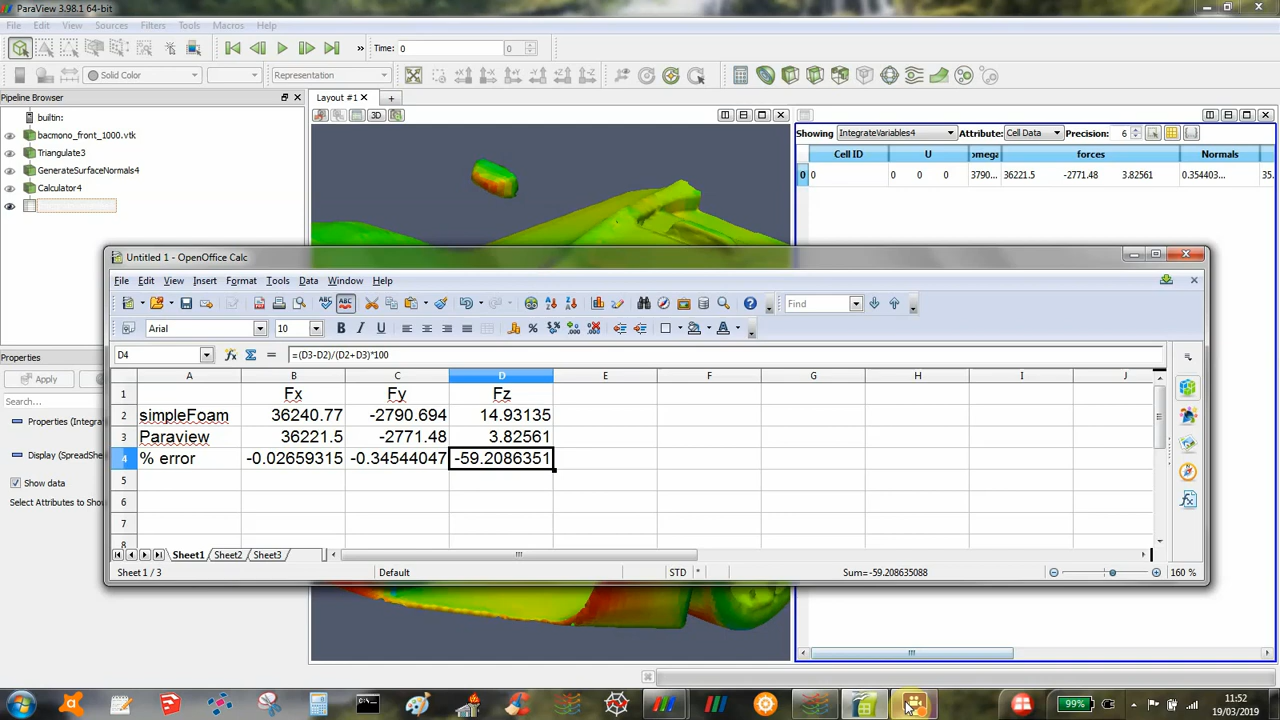 ParaView 3.98.1 64-bit
File Edit View Sources Filters Tools Macros Help
» Time: 0 0
Solid Color Representation
Pipeline Browser
Layout #1
3D
builtin:
bacmono_front_1000.vtk
Triangulate3
GenerateSurfaceNormals4
Calculator4
Showing IntegrateVariables4 Attribute: Cell Data Precision: 6
Cell ID U omega forces Normals
0 0 0 0 0 3790... 36221.5 -2771.48 3.82561 0.354403... 35.
Untitled 1 - OpenOffice Calc
File Edit View Insert Format Tools Data Window Help
Find
Arial 10 B I U
D4 =(D3-D2)/(D2+D3)*100
A B C D E F G H I J
1 Fx Fy Fz
2 simpleFoam 36240.77 -2790.694 14.93135
3 Paraview 36221.5 -2771.48 3.82561
4 % error -0.02659315 -0.34544047 -59.2086351
5
6
7
8
Sheet1 Sheet2 Sheet3
Sheet 1 / 3 Default STD * Sum=-59.208635088 160 %
Properties
Apply
Search...
Properties (Integra
Display (SpreadShe
Show data
Select Attributes to Sho
99% 11:52
19/03/2019